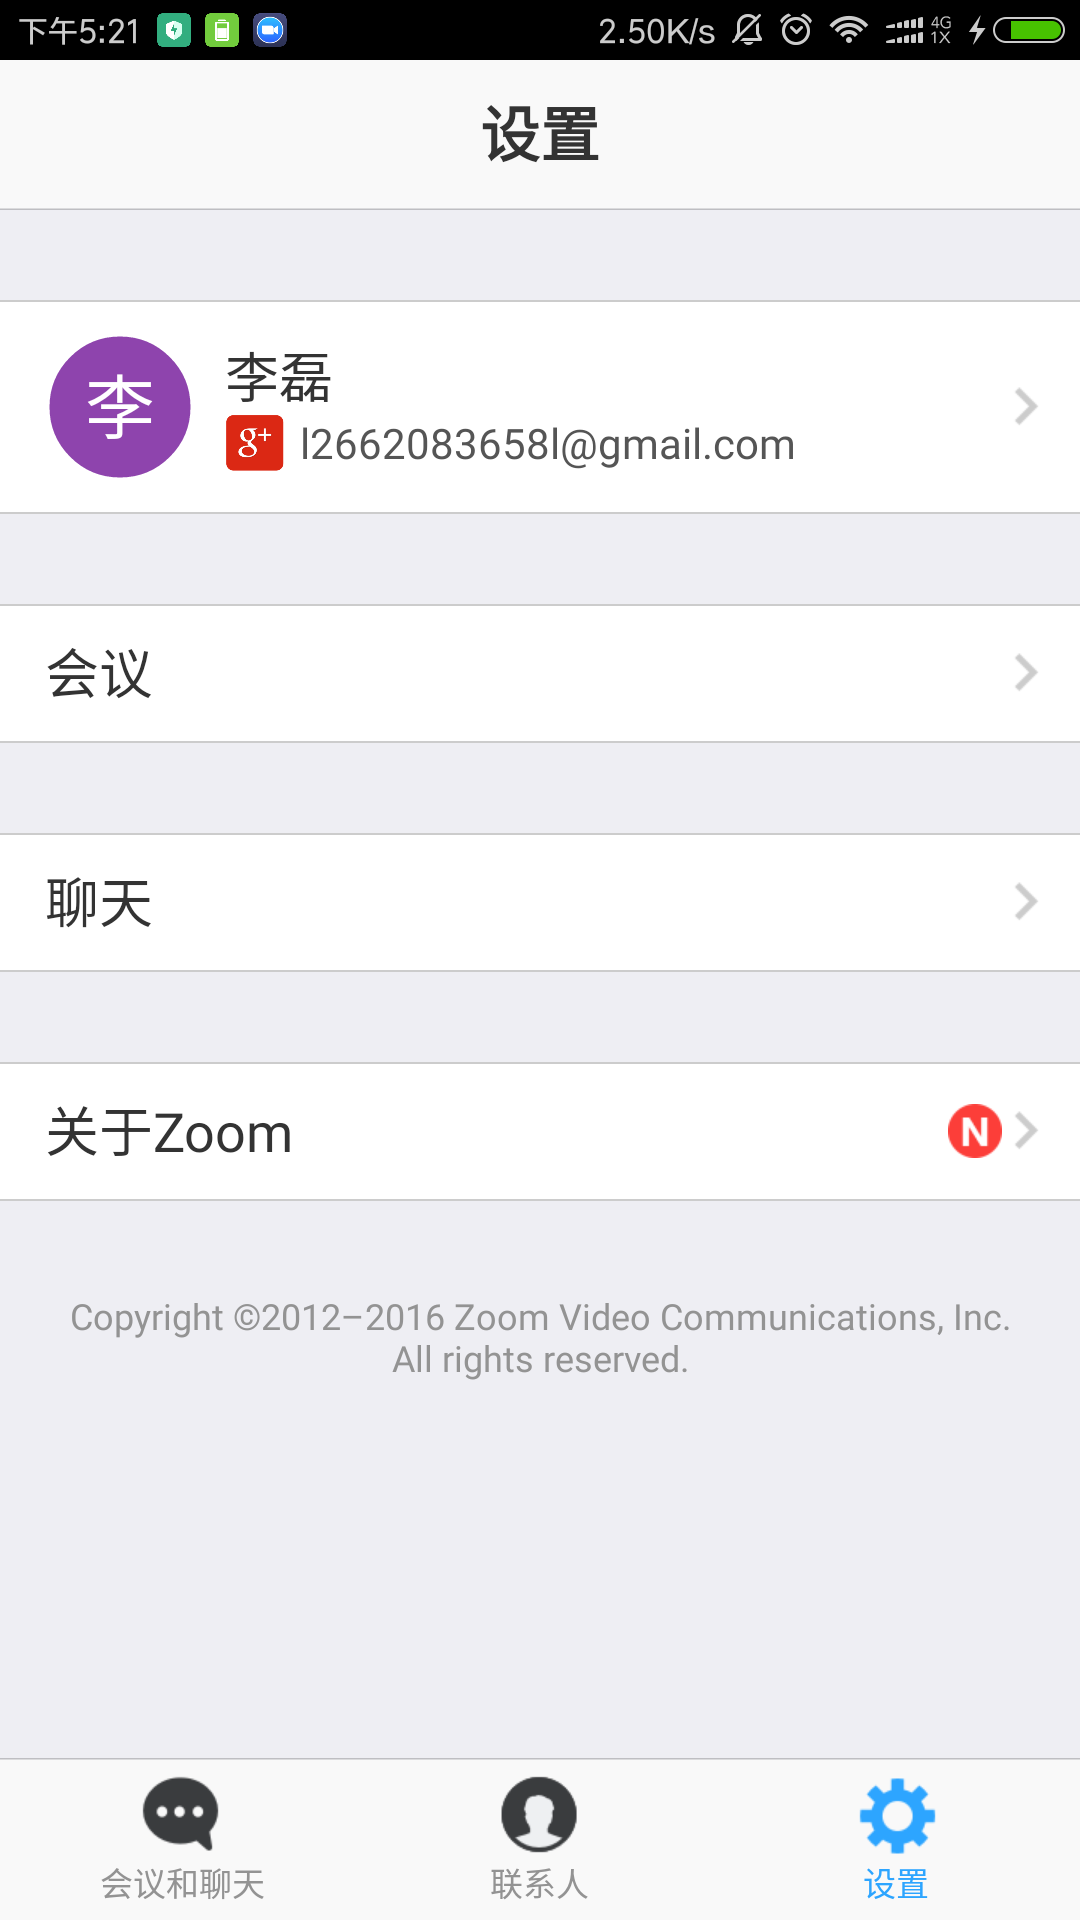 下午5:21 2.50K/s 4G 1X
设置
李
李磊
g+ l2662083658l@gmail.com
会议
聊天
关于Zoom N
Copyright ©2012-2016 Zoom Video Communications, Inc.
All rights reserved.
会议和聊天 联系人 设置